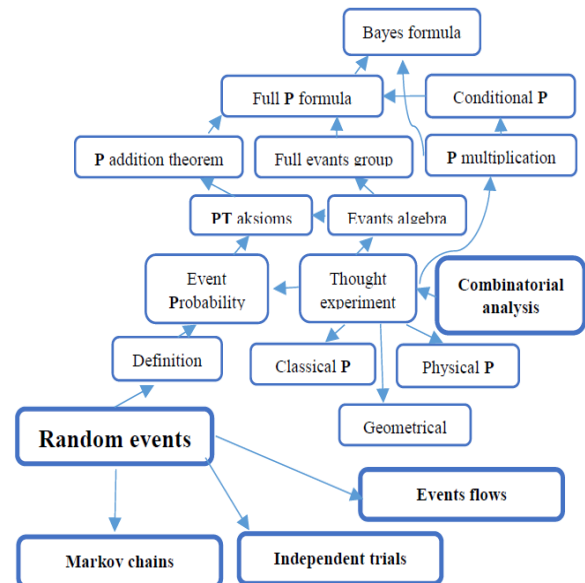 Bayes formula
Full P formula
Conditional P
P addition theorem
Full evants group
P multiplication
PT aksioms
Evants algebra
Event
Probability
Thought
experiment
Combinatorial
analysis
Definition
Classical P
Physical P
Random events
Geometrical
Events flows
Markov chains
Independent trials